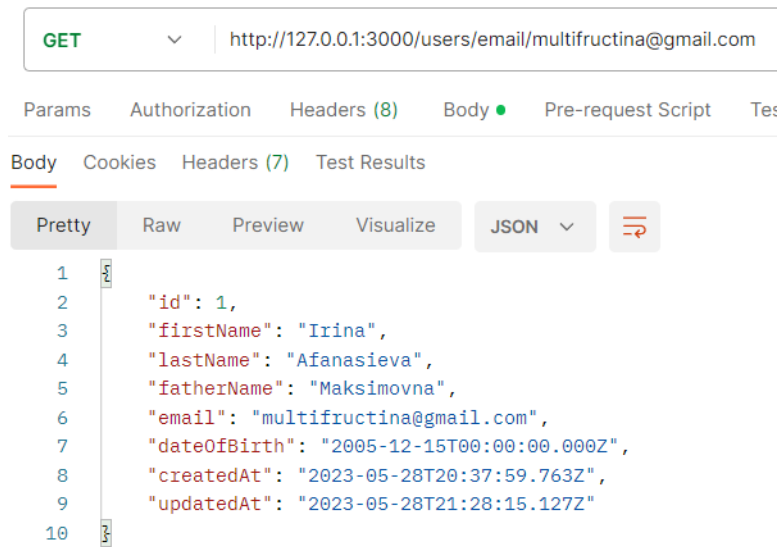 GET http://127.0.0.1:3000/users/email/multifructina@gmail.com
Params Authorization Headers (8) Body Pre-request Script Tes
Body Cookies Headers (7) Test Results
Pretty Raw Preview Visualize JSON
1 {
2 "id": 1,
3 "firstName": "Irina",
4 "lastName": "Afanasieva",
5 "fatherName": "Maksimovna",
6 "email": "multifructina@gmail.com",
7 "dateOfBirth": "2005-12-15T00:00:00.000Z",
8 "createdAt": "2023-05-28T20:37:59.763Z",
9 "updatedAt": "2023-05-28T21:28:15.127Z"
10 }